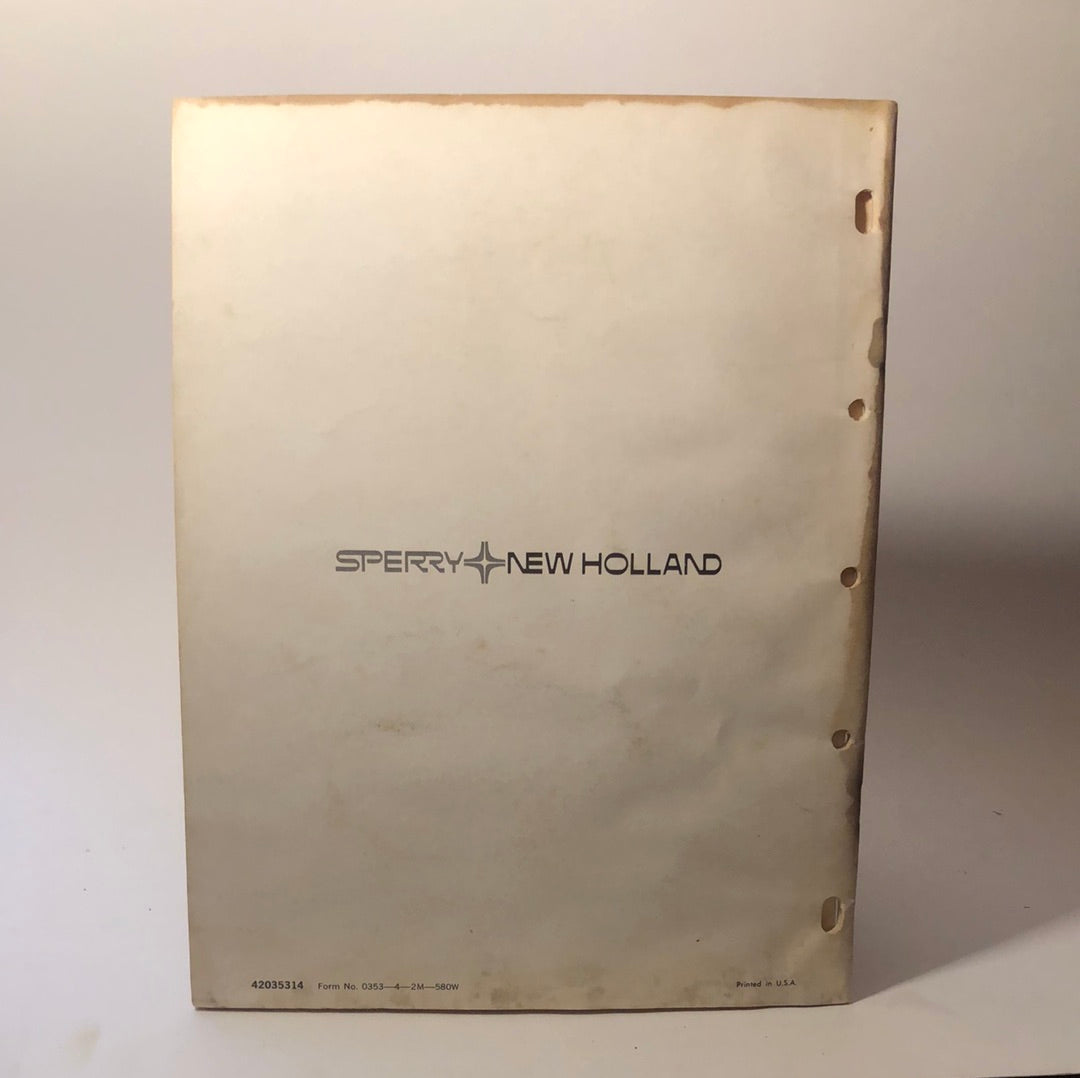 SPERRY NEW HOLLAND
42035314 Form No. 0353—4—2M—580W
Printed in U.S.A.